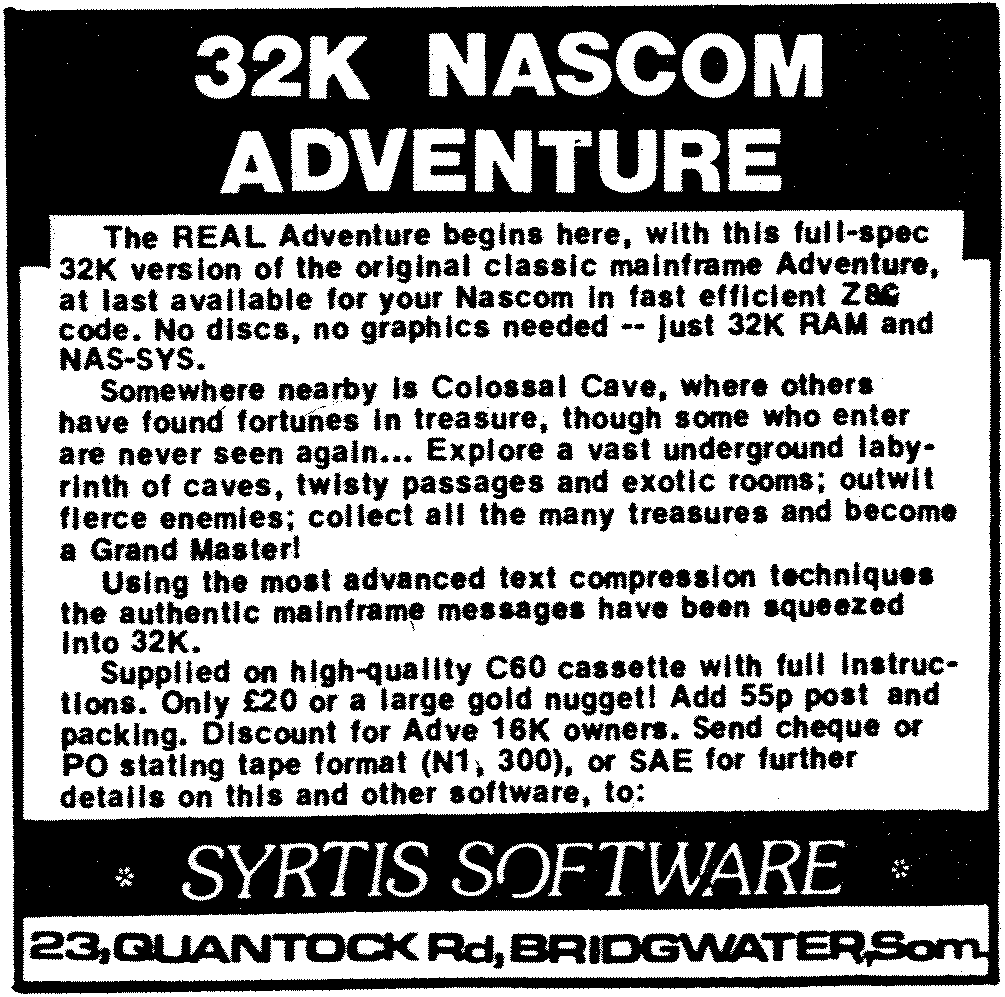 32K NASCOM
ADVENTURE
The REAL Adventure begins here, with this full-spec
32K version of the original classic mainframe Adventure,
at last available for your Nascom in fast efficient Z80
code. No discs, no graphics needed -- just 32K RAM and
NAS-SYS.
Somewhere nearby is Colossal Cave, where others
have found fortunes in treasure, though some who enter
are never seen again... Explore a vast underground laby-
rinth of caves, twisty passages and exotic rooms; outwit
fierce enemies; collect all the many treasures and become
a Grand Master!
Using the most advanced text compression techniques
the authentic mainframe messages have been squeezed
into 32K.
Supplied on high-quality C60 cassette with full instruc-
tions. Only £20 or a large gold nugget! Add 55p post and
packing. Discount for Adve 16K owners. Send cheque or
PO stating tape format (N1, 300), or SAE for further
details on this and other software, to:
* SYRTIS SOFTWARE *
23, QUANTOCK Rd, BRIDGWATER, Som.